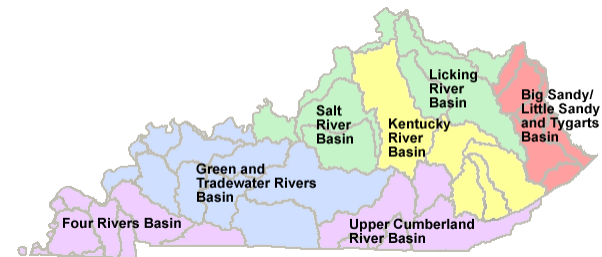 Licking
River
Basin
Big Sandy/
Little Sandy
and Tygarts
Basin
Salt
River
Basin
Kentucky
River
Basin
Green and
Tradewater Rivers
Basin
Four Rivers Basin
Upper Cumberland
River Basin